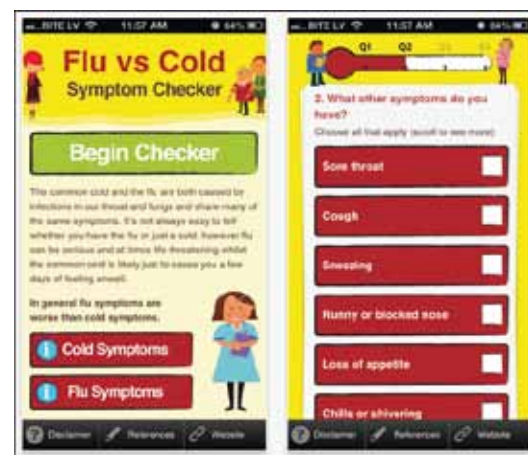 BITE LV 11:57 AM 64%
Flu vs Cold
Symptom Checker
Begin Checker
The common cold and the flu are both caused by
infections in our throat and lungs and share many of
the same symptoms. It's not always easy to tell
whether you have the flu or just a cold, however flu
can be serious and at times life threatening whilst
the common cold is likely just to cause you a few
days of feeling unwell.
In general flu symptoms are
worse than cold symptoms.
Cold Symptoms
Flu Symptoms
Disclaimer References Website
BITE LV 11:57 AM 64%
Q1 Q2 Q3 Q4
2. What other symptoms do you
have?
Choose all that apply (scroll to see more)
Sore throat
Cough
Sneezing
Runny or blocked nose
Loss of appetite
Chills or shivering
Disclaimer References Website